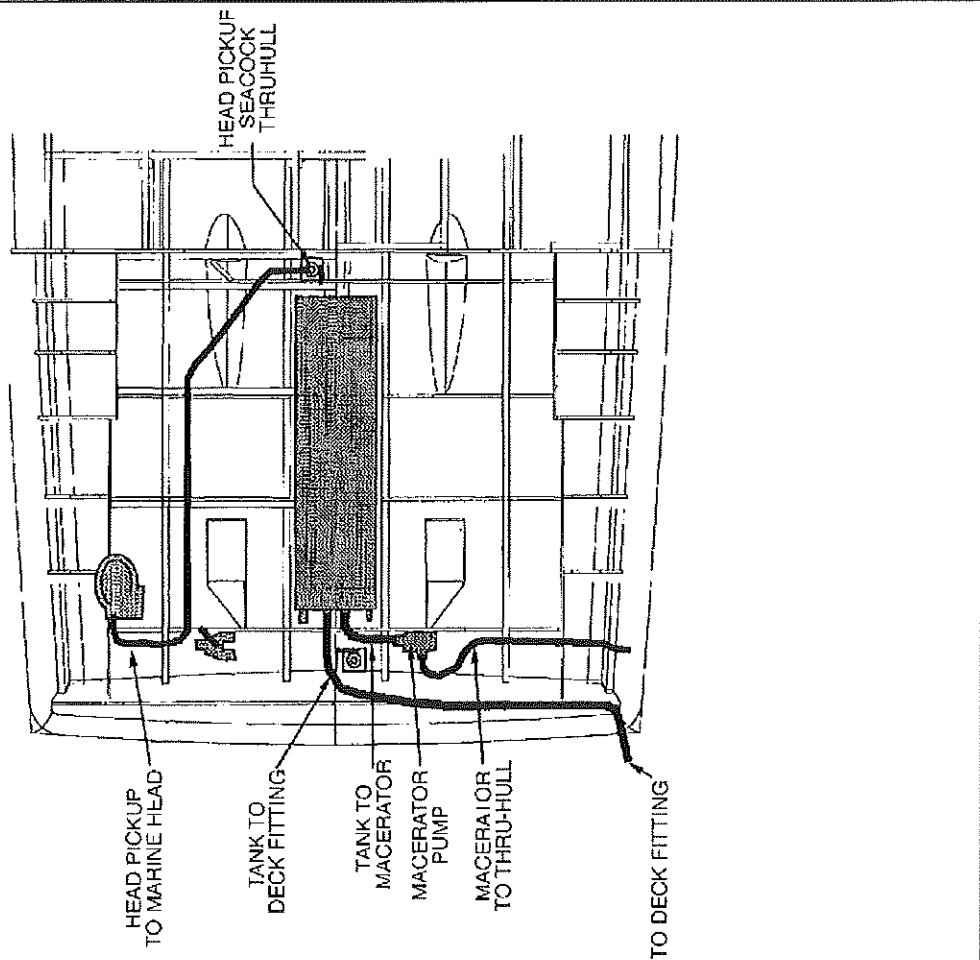 HEAD PICKUP
SEACOCK
THRUHULL
HEAD PICKUP
TO MARINE HEAD
TANK TO
DECK FITTING
TANK TO
MACERATOR
MACERATOR
PUMP
MACERATOR
TO THRU-HULL
TO DECK FITTING